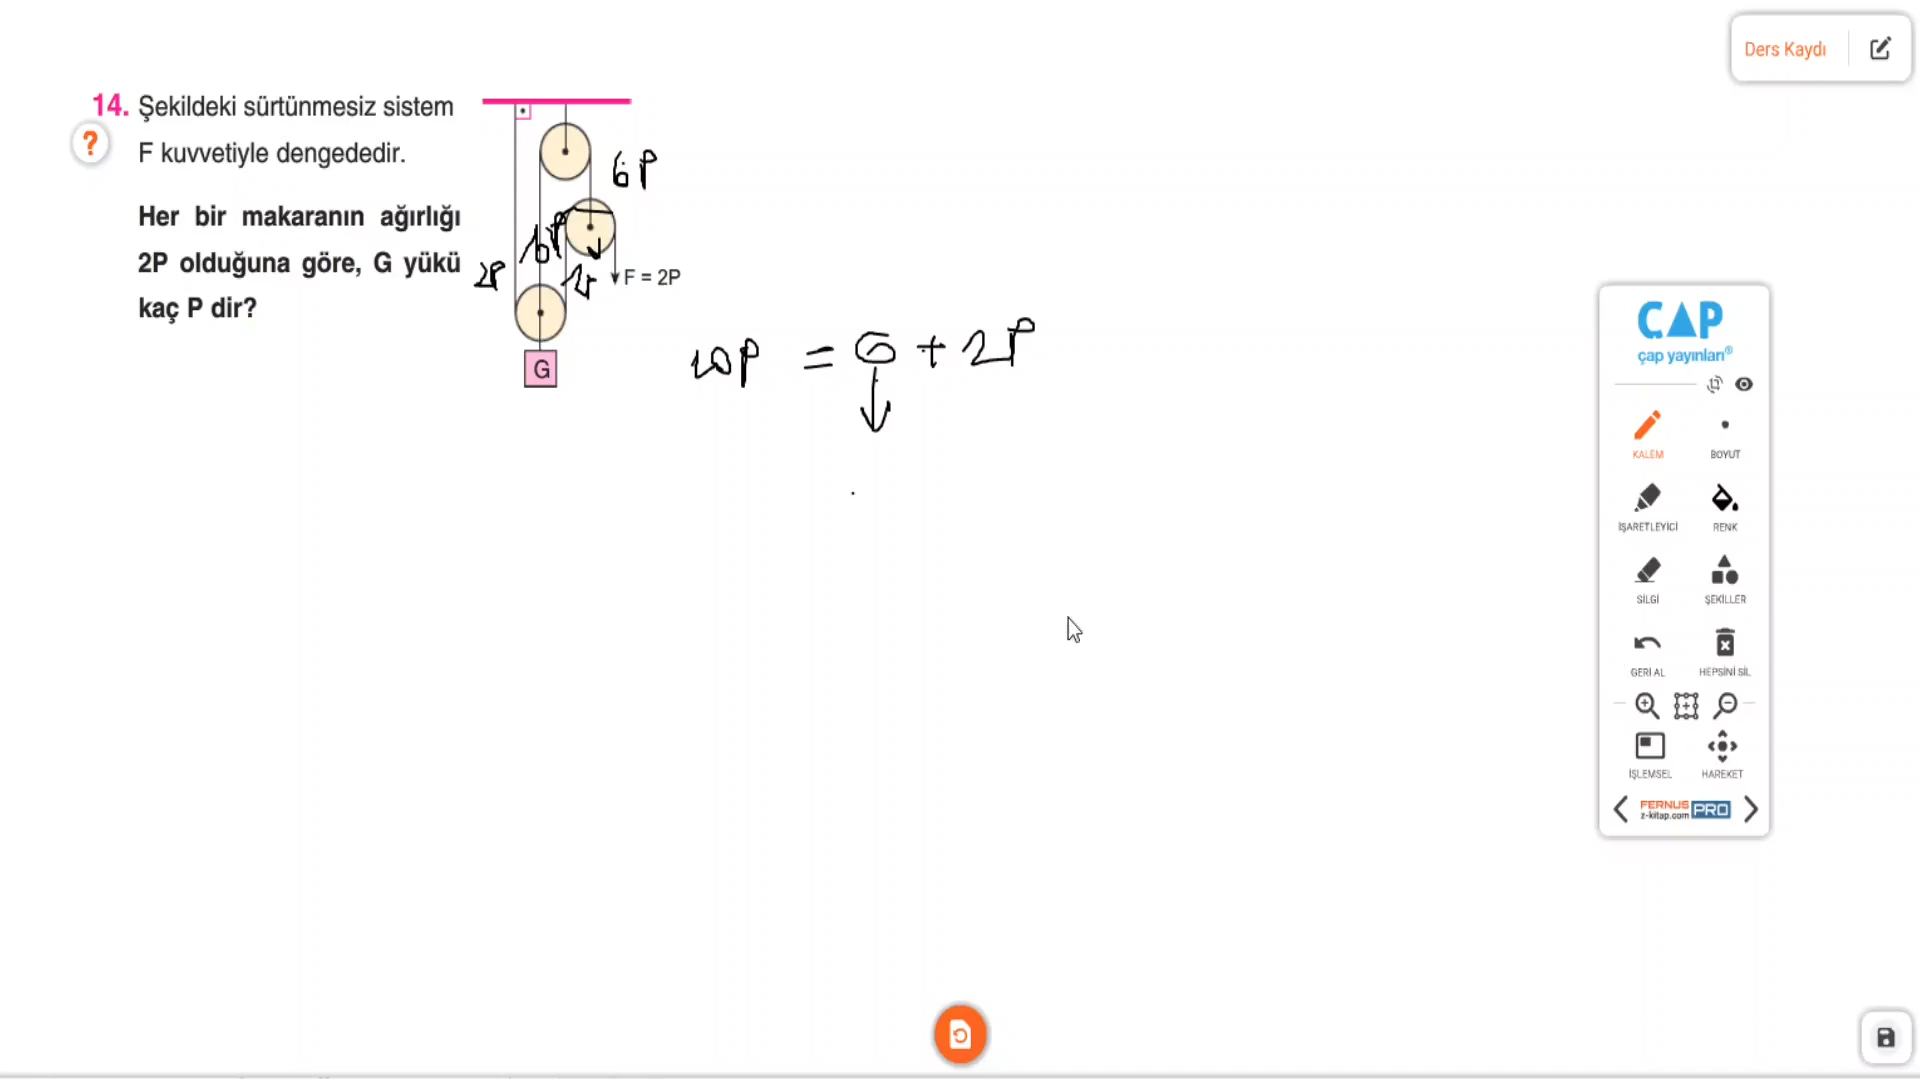 Ders Kaydı
14. Şekildeki sürtünmesiz sistem
F kuvvetiyle dengededir.
?
Her bir makaranın ağırlığı
2P olduğuna göre, G yükü
kaç P dir?
6P
10P
2P
F = 2P
G
10P = G + 2P
ÇAP
çap yayınları®
KALEM
BOYUT
İŞARETLEYİCİ
RENK
SİLGİ
ŞEKİLLER
GERİ AL
HEPSİNİ SİL
İŞLEMSEL
HAREKET
FERNUS
z-kitap.com
PRO